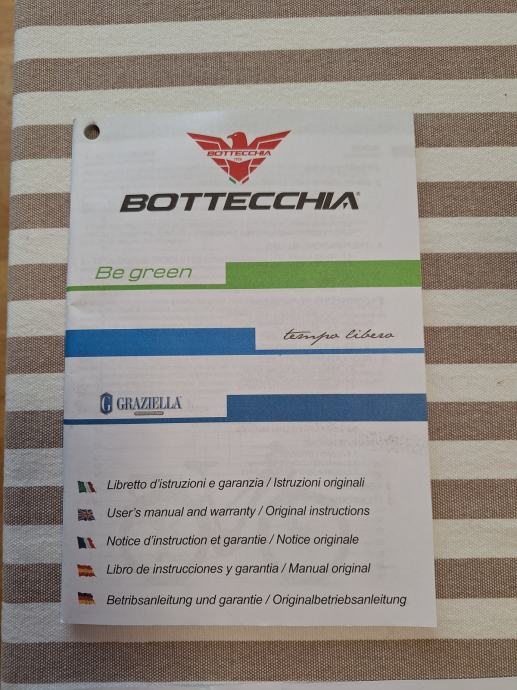 BOTTECCHIA
BOTTECCHIA®
Be green
tempo libero
G GRAZIELLA
Libretto d'istruzioni e garanzia / Istruzioni originali
User's manual and warranty / Original instructions
Notice d'instruction et garantie / Notice originale
Libro de instrucciones y garantia / Manual original
Betribsanleitung und garantie / Originalbetriebsanleitung